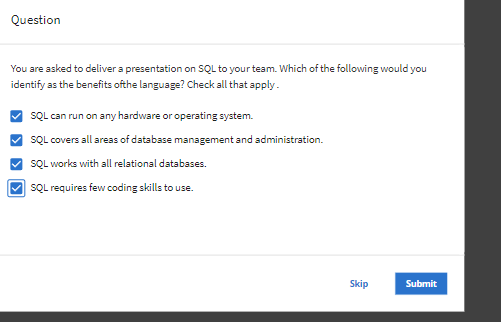 Question
You are asked to deliver a presentation on SQL to your team. Which of the following would you
identify as the benefits ofthe language? Check all that apply.
SQL can run on any hardware or operating system.
SQL covers all areas of database management and administration.
SQL works with all relational databases.
SQL requires few coding skills to use.
Skip
Submit